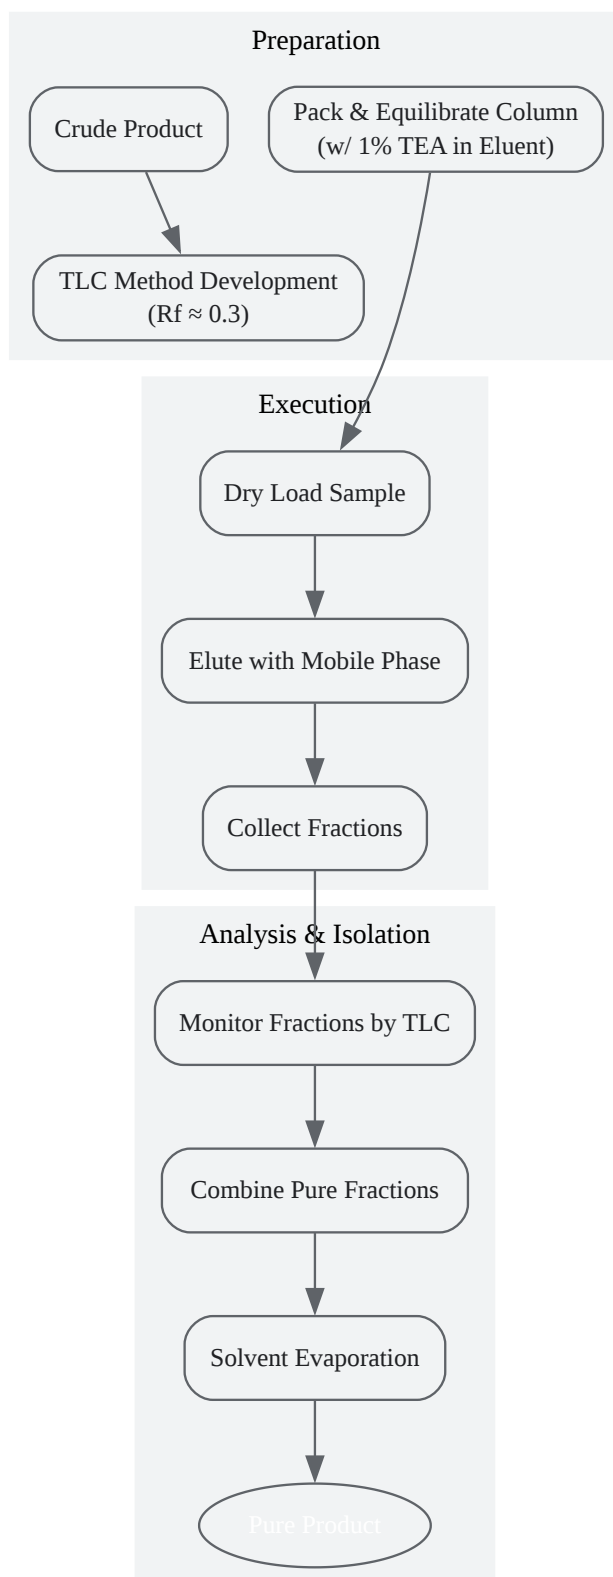 Preparation
Crude Product
Pack & Equilibrate Column
(w/ 1% TEA in Eluent)
TLC Method Development
(Rf ≈ 0.3)
Execution
Dry Load Sample
Elute with Mobile Phase
Collect Fractions
Analysis & Isolation
Monitor Fractions by TLC
Combine Pure Fractions
Solvent Evaporation
Pure Product